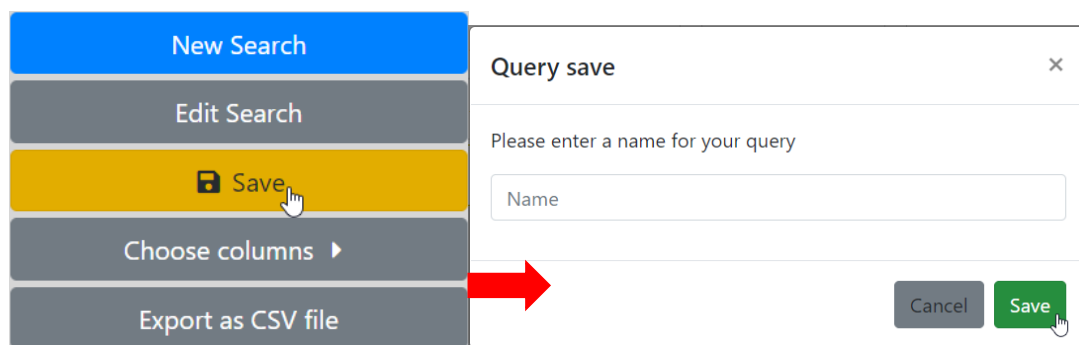 New Search
Edit Search
Save
Choose columns
Export as CSV file
Query save
×
Please enter a name for your query
Name
Cancel
Save